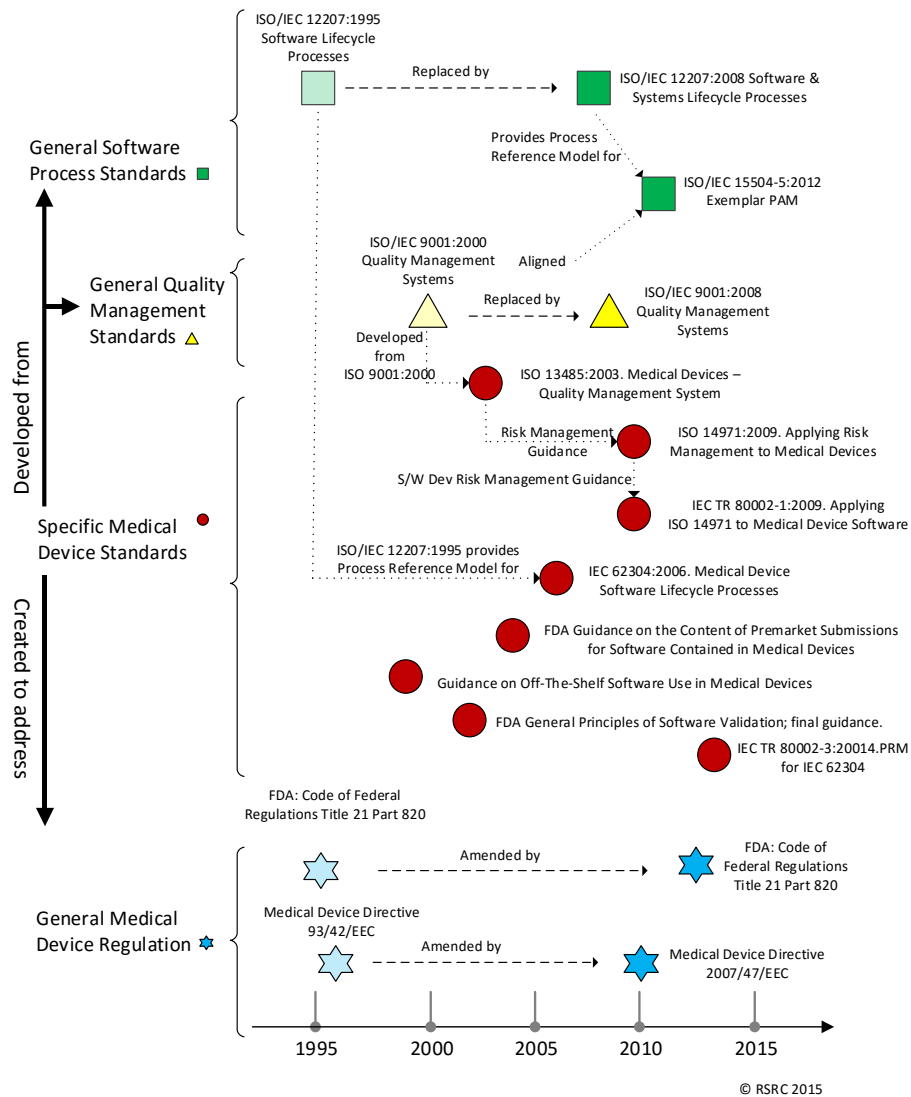 ISO/IEC 12207:1995
Software Lifecycle
Processes
Replaced by
ISO/IEC 12207:2008 Software &
Systems Lifecycle Processes
Provides Process
Reference Model for
General Software
Process Standards
ISO/IEC 15504-5:2012
Exemplar PAM
ISO/IEC 9001:2000
Quality Management
Systems
Aligned
General Quality
Management
Standards
Replaced by
ISO/IEC 9001:2008
Quality Management
Systems
Developed
from
ISO 9001:2000
ISO 13485:2003. Medical Devices –
Quality Management System
Developed from
Risk Management
Guidance
ISO 14971:2009. Applying Risk
Management to Medical Devices
S/W Dev Risk Management Guidance
IEC TR 80002-1:2009. Applying
ISO 14971 to Medical Device Software
Specific Medical
Device Standards
ISO/IEC 12207:1995 provides
Process Reference Model for
IEC 62304:2006. Medical Device
Software Lifecycle Processes
Created to address
FDA Guidance on the Content of Premarket Submissions
for Software Contained in Medical Devices
Guidance on Off-The-Shelf Software Use in Medical Devices
FDA General Principles of Software Validation; final guidance.
IEC TR 80002-3:20014.PRM
for IEC 62304
FDA: Code of Federal
Regulations Title 21 Part 820
Amended by
FDA: Code of
Federal Regulations
Title 21 Part 820
General Medical
Device Regulation
Medical Device Directive
93/42/EEC
Amended by
Medical Device Directive
2007/47/EEC
1995
2000
2005
2010
2015
© RSRC 2015